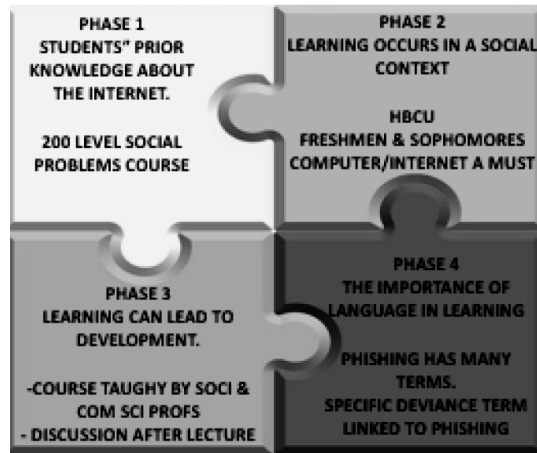 PHASE 1
STUDENTS" PRIOR
KNOWLEDGE ABOUT
THE INTERNET.
200 LEVEL SOCIAL
PROBLEMS COURSE
PHASE 2
LEARNING OCCURS IN A SOCIAL
CONTEXT
HBCU
FRESHMEN & SOPHOMORES
COMPUTER/INTERNET A MUST
PHASE 3
LEARNING CAN LEAD TO
DEVELOPMENT.
-COURSE TAUGHY BY SOCI &
COM SCI PROFS
- DISCUSSION AFTER LECTURE
PHASE 4
THE IMPORTANCE OF
LANGUAGE IN LEARNING
PHISHING HAS MANY
TERMS.
SPECIFIC DEVIANCE TERM
LINKED TO PHISHING